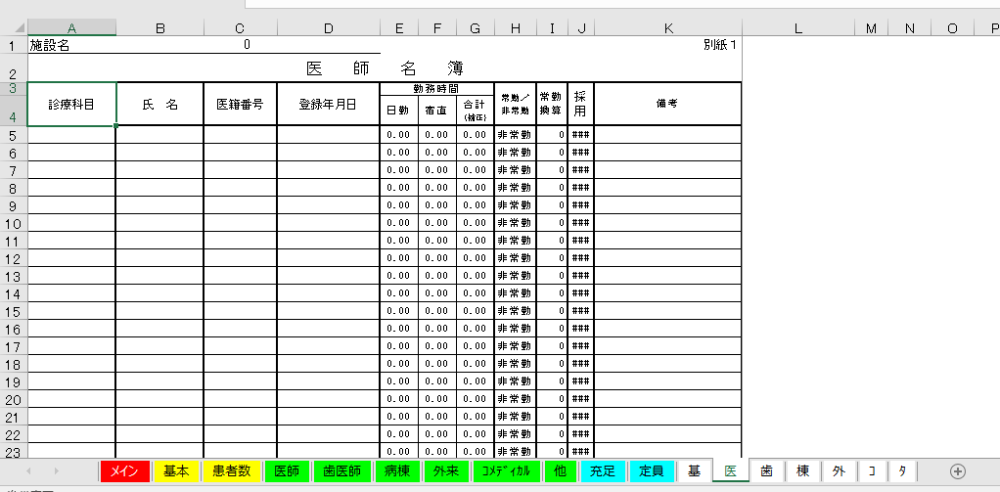 A B C D E F G H I J K L M N O P
1 施設名 0 別紙1
2 医 師 名 簿
3 診療科目 氏 名 医籍番号 登録年月日 勤務時間 常勤/非常勤 常勤換算 採用 備考
4 日勤 宿直 合計(補正)
5 0.00 0.00 0.00 非常勤 0 ###
6 0.00 0.00 0.00 非常勤 0 ###
7 0.00 0.00 0.00 非常勤 0 ###
8 0.00 0.00 0.00 非常勤 0 ###
9 0.00 0.00 0.00 非常勤 0 ###
10 0.00 0.00 0.00 非常勤 0 ###
11 0.00 0.00 0.00 非常勤 0 ###
12 0.00 0.00 0.00 非常勤 0 ###
13 0.00 0.00 0.00 非常勤 0 ###
14 0.00 0.00 0.00 非常勤 0 ###
15 0.00 0.00 0.00 非常勤 0 ###
16 0.00 0.00 0.00 非常勤 0 ###
17 0.00 0.00 0.00 非常勤 0 ###
18 0.00 0.00 0.00 非常勤 0 ###
19 0.00 0.00 0.00 非常勤 0 ###
20 0.00 0.00 0.00 非常勤 0 ###
21 0.00 0.00 0.00 非常勤 0 ###
22 0.00 0.00 0.00 非常勤 0 ###
23 0.00 0.00 0.00 非常勤 0 ###
メイン 基本 患者数 医師 歯医師 病棟 外来 ｺﾒﾃﾞｨｶﾙ 他 充足 定員 基 医 歯 棟 外 コ タ